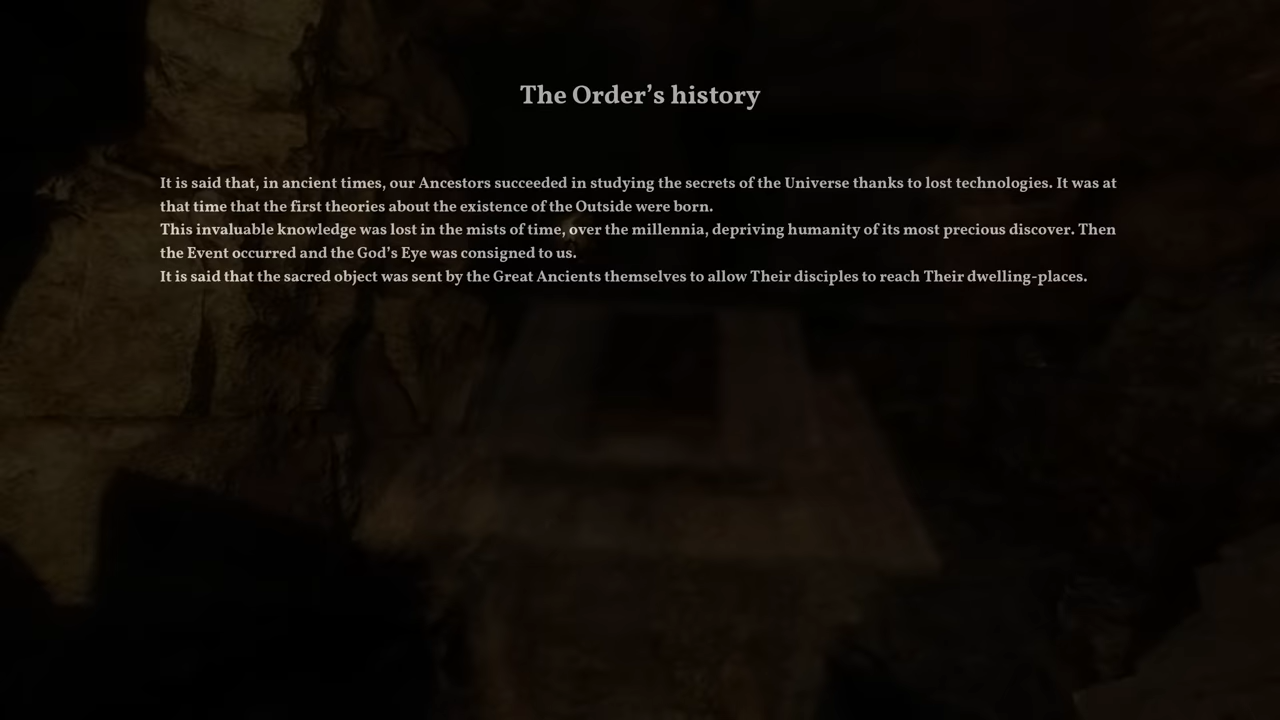 The Order’s history
It is said that, in ancient times, our Ancestors succeeded in studying the secrets of the Universe thanks to lost technologies. It was at
that time that the first theories about the existence of the Outside were born.
This invaluable knowledge was lost in the mists of time, over the millennia, depriving humanity of its most precious discover. Then
the Event occurred and the God’s Eye was consigned to us.
It is said that the sacred object was sent by the Great Ancients themselves to allow Their disciples to reach Their dwelling-places.